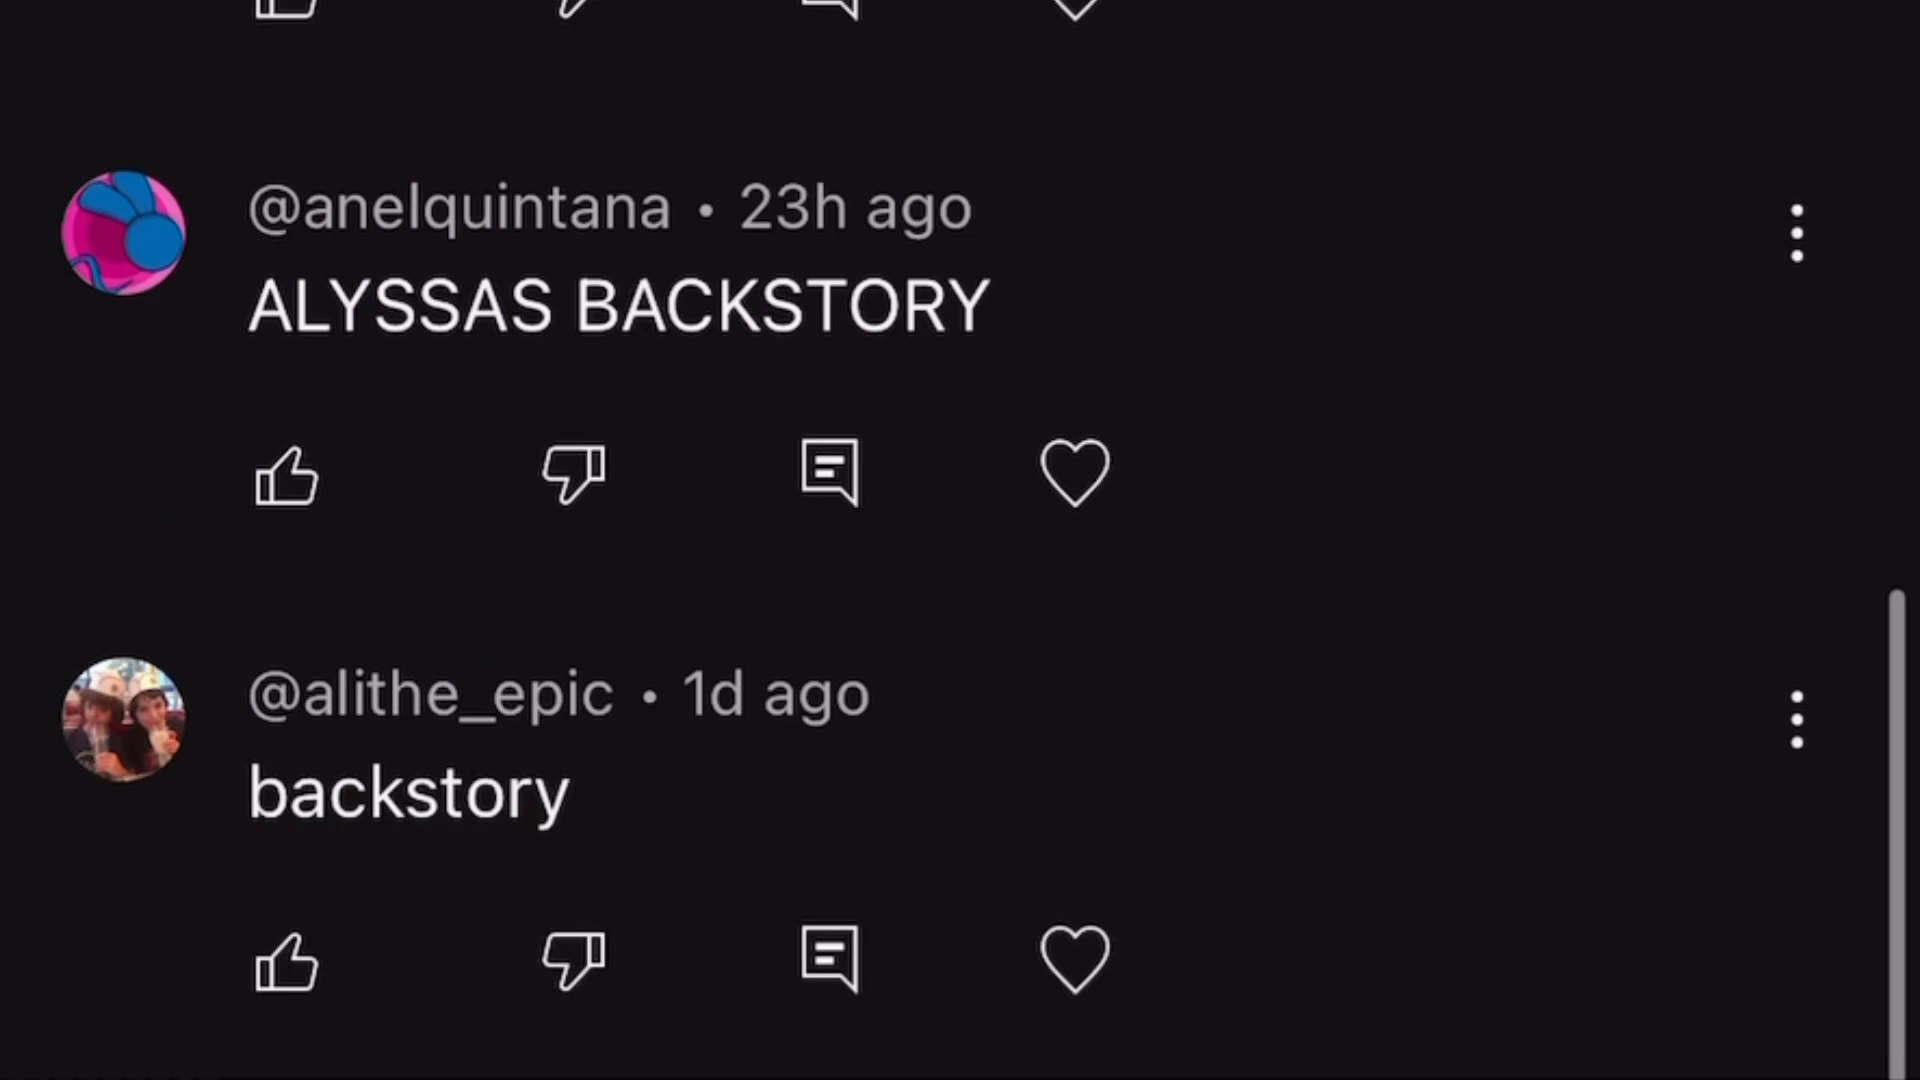 @anelquintana • 23h ago
ALYSSAS BACKSTORY
@alithe_epic • 1d ago
backstory